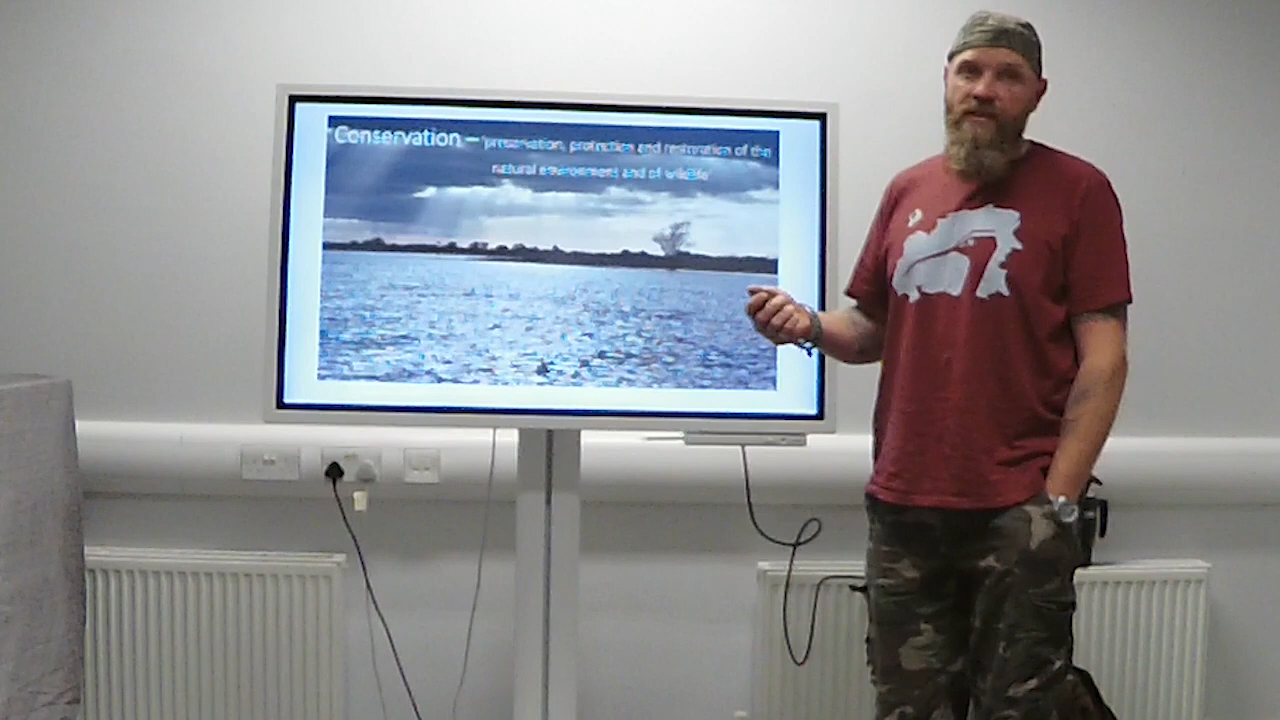 Conservation – 'preservation, protection and restoration of the
natural environment and of wildlife'